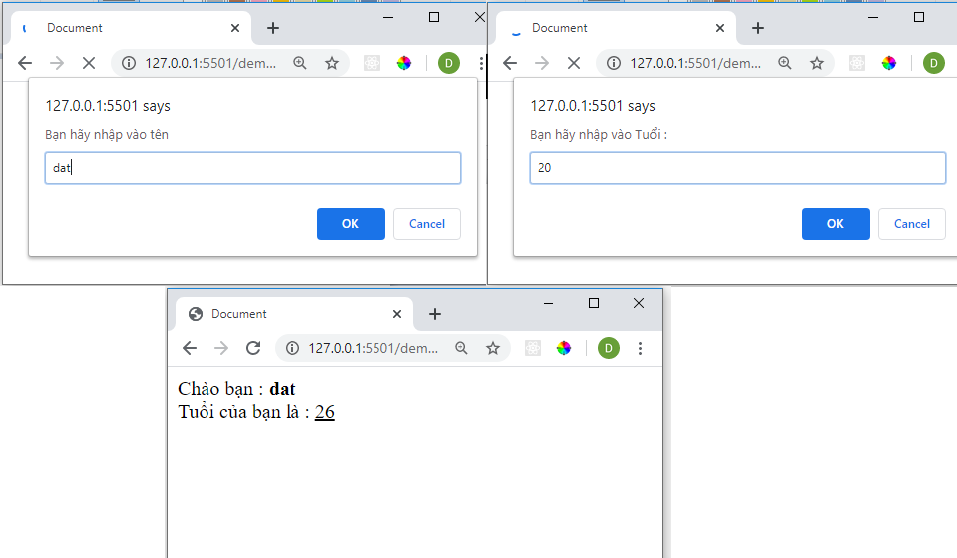 Document
127.0.0.1:5501/dem...
D
127.0.0.1:5501 says
Bạn hãy nhập vào tên
dat
OK Cancel
Document
127.0.0.1:5501/dem...
D
127.0.0.1:5501 says
Bạn hãy nhập vào Tuổi :
20
OK Cancel
Document
127.0.0.1:5501/dem...
D
Chào bạn : dat
Tuổi của bạn là : 26